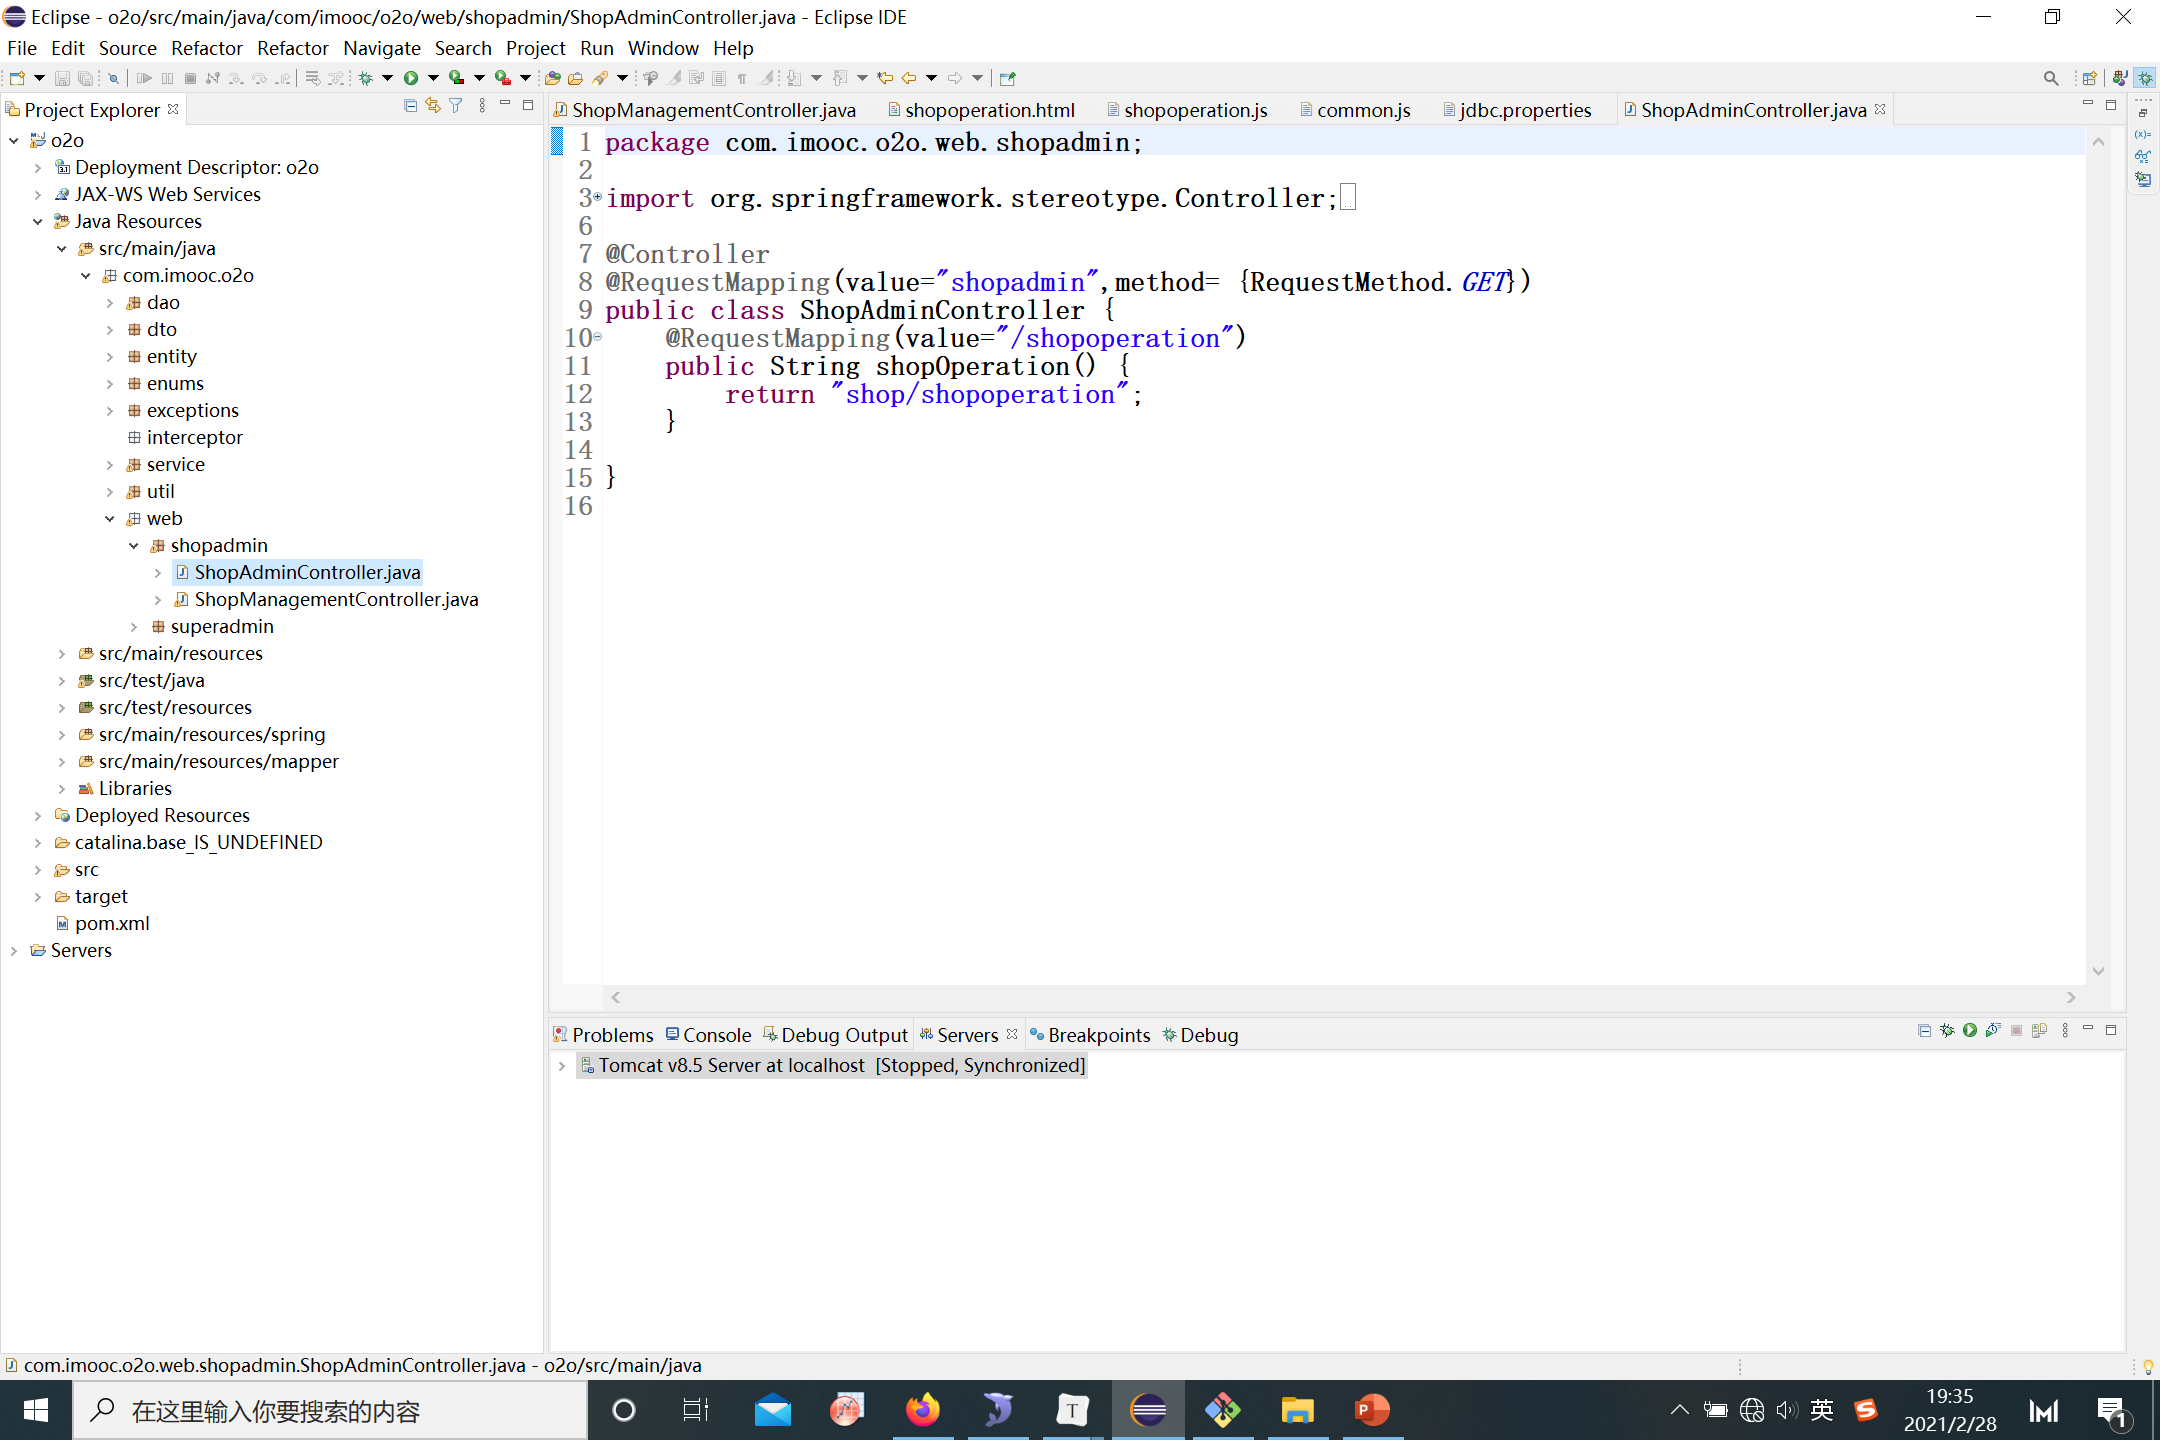 Eclipse - o2o/src/main/java/com/imooc/o2o/web/shopadmin/ShopAdminController.java - Eclipse IDE
File Edit Source Refactor Refactor Navigate Search Project Run Window Help
Project Explorer
o2o
Deployment Descriptor: o2o
JAX-WS Web Services
Java Resources
src/main/java
com.imooc.o2o
dao
dto
entity
enums
exceptions
interceptor
service
util
web
shopadmin
ShopAdminController.java
ShopManagementController.java
superadmin
src/main/resources
src/test/java
src/test/resources
src/main/resources/spring
src/main/resources/mapper
Libraries
Deployed Resources
catalina.base_IS_UNDEFINED
src
target
pom.xml
Servers
ShopManagementController.java shopoperation.html shopoperation.js common.js jdbc.properties ShopAdminController.java
1 package com.imooc.o2o.web.shopadmin;
2
3 import org.springframework.stereotype.Controller;
6
7 @Controller
8 @RequestMapping(value="shopadmin",method= {RequestMethod.GET})
9 public class ShopAdminController {
10 @RequestMapping(value="/shopoperation")
11 public String shopOperation() {
12 return "shop/shopoperation";
13 }
14
15 }
16
Problems Console Debug Output Servers Breakpoints Debug
Tomcat v8.5 Server at localhost [Stopped, Synchronized]
com.imooc.o2o.web.shopadmin.ShopAdminController.java - o2o/src/main/java
在这里输入你要搜索的内容
英
19:35
2021/2/28
1